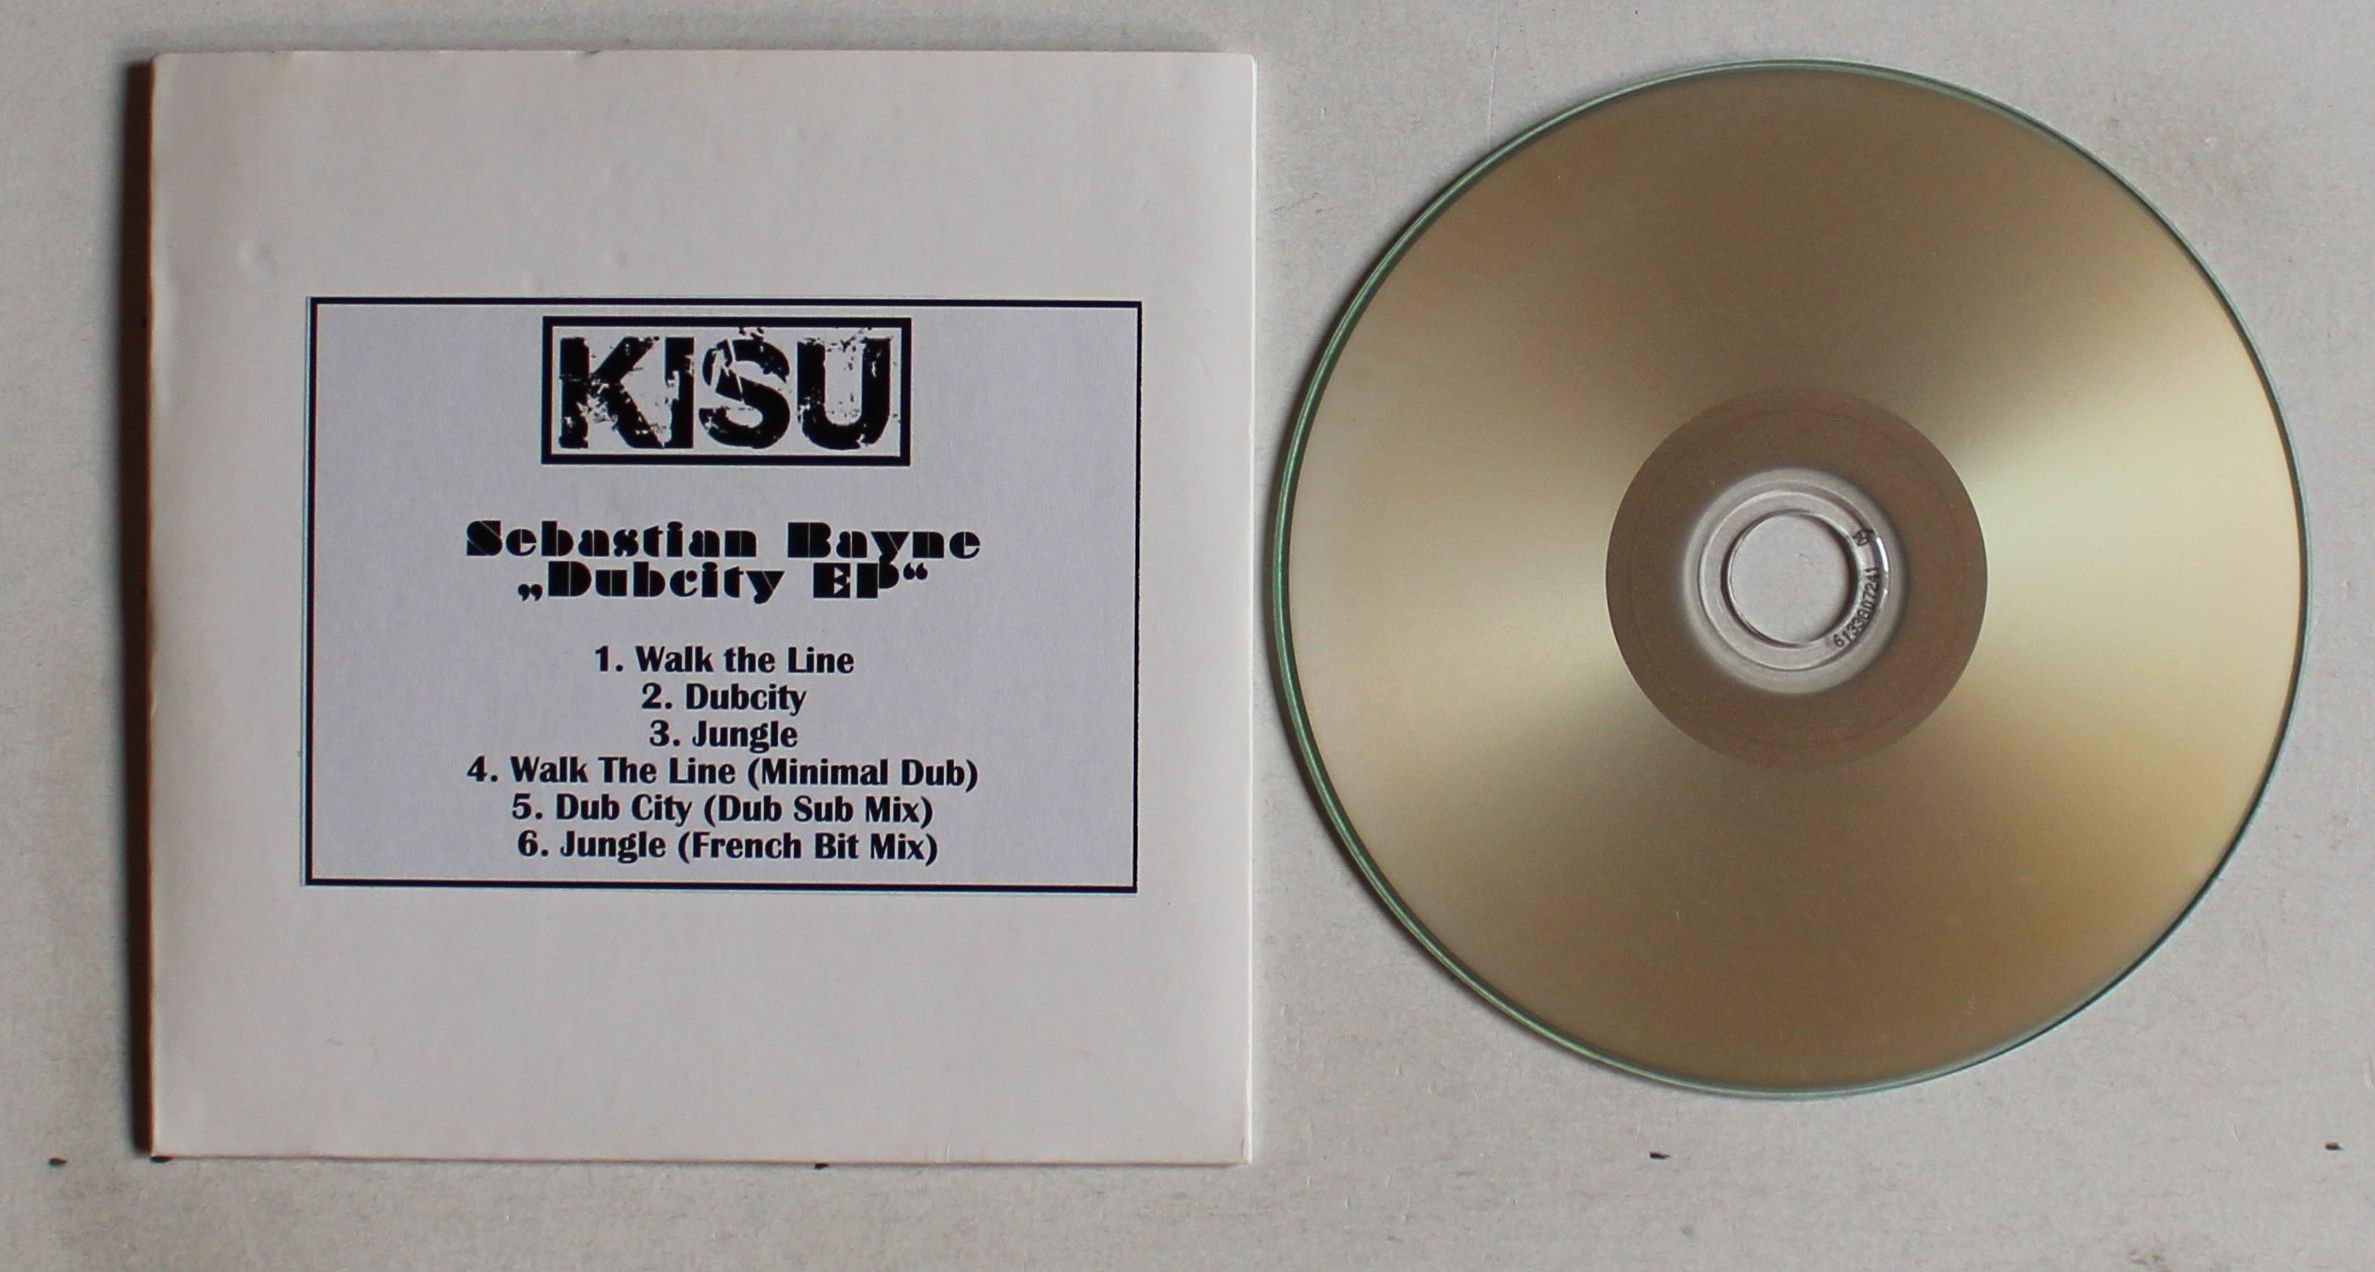 KISU
Sebastian Bayne
„Dubcity EP“
1. Walk the Line
2. Dubcity
3. Jungle
4. Walk The Line (Minimal Dub)
5. Dub City (Dub Sub Mix)
6. Jungle (French Bit Mix)